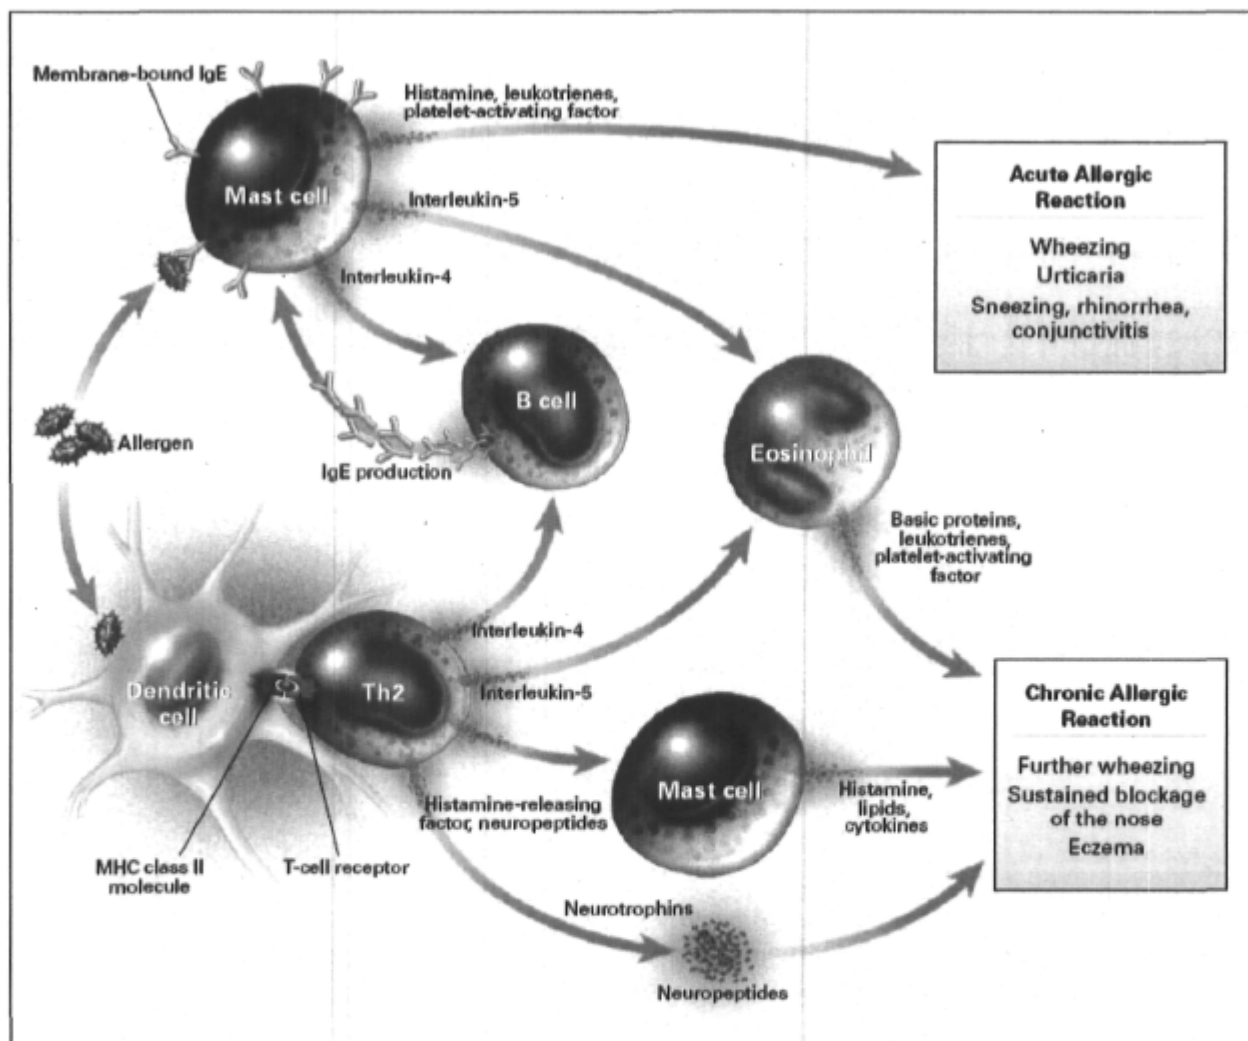 Membrane-bound IgE
Histamine, leukotrienes,
platelet-activating factor
Mast cell
Interleukin-5
Interleukin-4
Acute Allergic
Reaction
Wheezing
Urticaria
Sneezing, rhinorrhea,
conjunctivitis
B cell
Allergen
IgE production
Eosinophil
Basic proteins,
leukotrienes,
platelet-activating
factor
Interleukin-4
Dendritic
cell
Th2
Interleukin-5
Chronic Allergic
Reaction
Further wheezing
Sustained blockage
of the nose
Eczema
Mast cell
Histamine,
lipids,
cytokines
Histamine-releasing
factor, neuropeptides
MHC class II
molecule
T-cell receptor
Neurotrophins
Neuropeptides